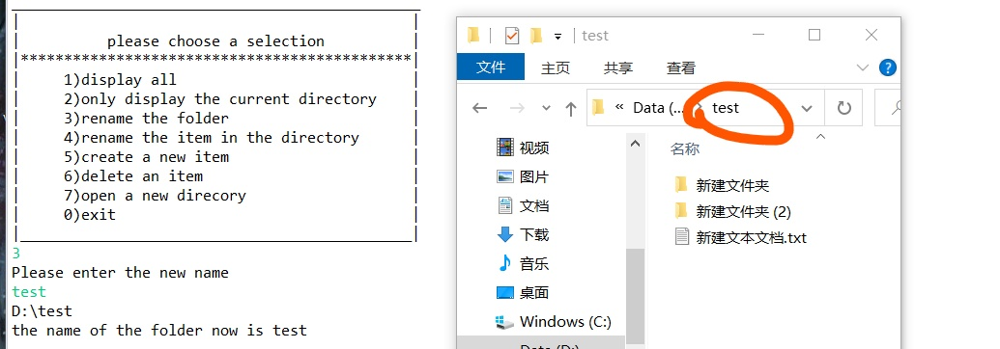 please choose a selection
|*********************************************|
1)display all
2)only display the current directory
3)rename the folder
4)rename the item in the directory
5)create a new item
6)delete an item
7)open a new direcory
0)exit
3
Please enter the new name
test
D:\test
the name of the folder now is test
test
文件 主页 共享 查看
« Data (... test
视频
图片
文档
下载
音乐
桌面
Windows (C:)
Data (D:)
名称
新建文件夹
新建文件夹 (2)
新建文本文档.txt